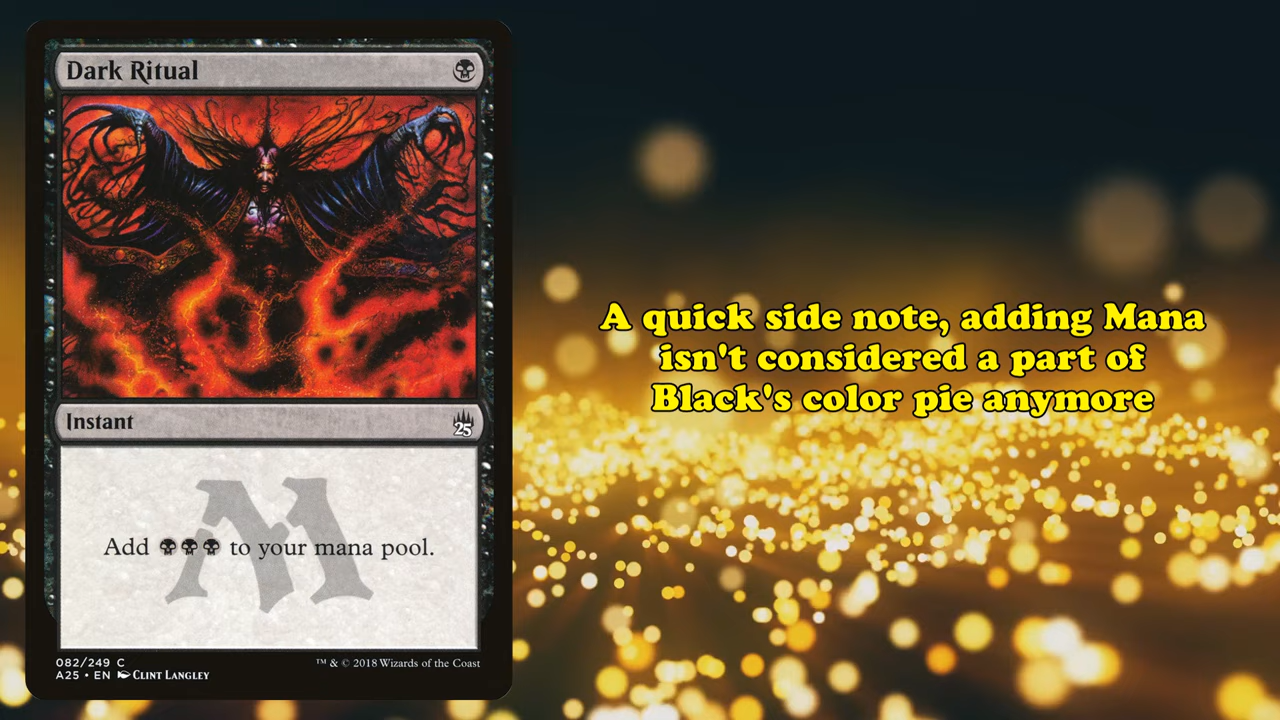 Dark Ritual
Instant
25
Add to your mana pool.
082/249 C
A25 • EN CLINT LANGLEY
™ & © 2018 Wizards of the Coast
A quick side note, adding Mana
isn't considered a part of
Black's color pie anymore